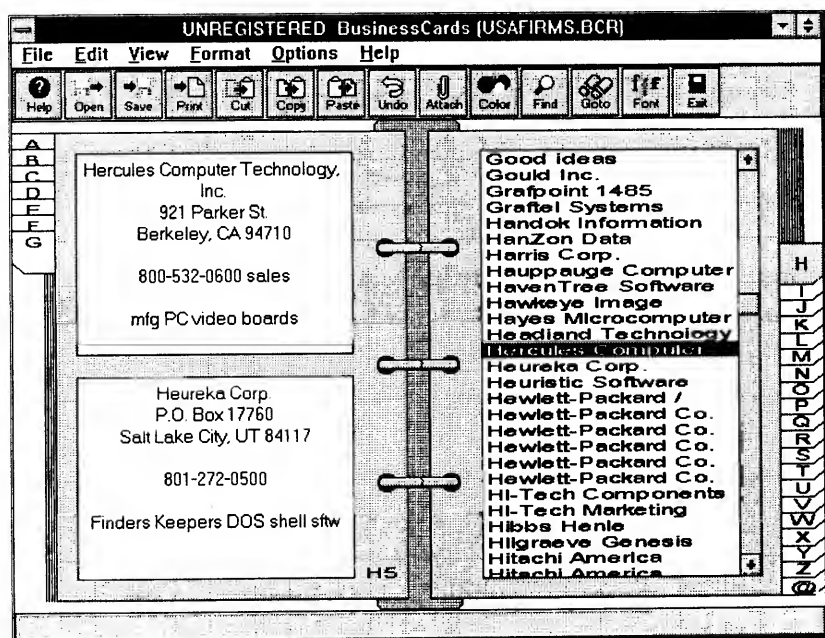 UNREGISTERED BusinessCards (USAFIRMS.BCR)
File Edit View Format Options Help
Help Open Save Print Cut Copy Paste Undo Attach Color Find Goto Font Exit
A
B
C
D
E
F
G
Hercules Computer Technology,
Inc.
921 Parker St.
Berkeley, CA 94710
800-532-0600 sales
mfg PC video boards
Heureka Corp.
P.O. Box 17760
Salt Lake City, UT 84117
801-272-0500
Finders Keepers DOS shell sftw
H5
Good ideas
Gould Inc.
Grafpoint 1485
Graftel Systems
Handok Information
HanZon Data
Harris Corp.
Hauppauge Computer
HavenTree Software
Hawkeye Image
Hayes Microcomputer
Headland Technology
Hercules Computer
Heureka Corp.
Heuristic Software
Hewlett-Packard /
Hewlett-Packard Co.
Hewlett-Packard Co.
Hewlett-Packard Co.
Hewlett-Packard Co.
Hewlett-Packard Co.
HI-Tech Components
HI-Tech Marketing
Hibbs Henle
Hilgraeve Genesis
Hitachi America
Hitachi America
H
I
J
K
L
M
N
O
P
Q
R
S
T
U
V
W
X
Y
Z
@